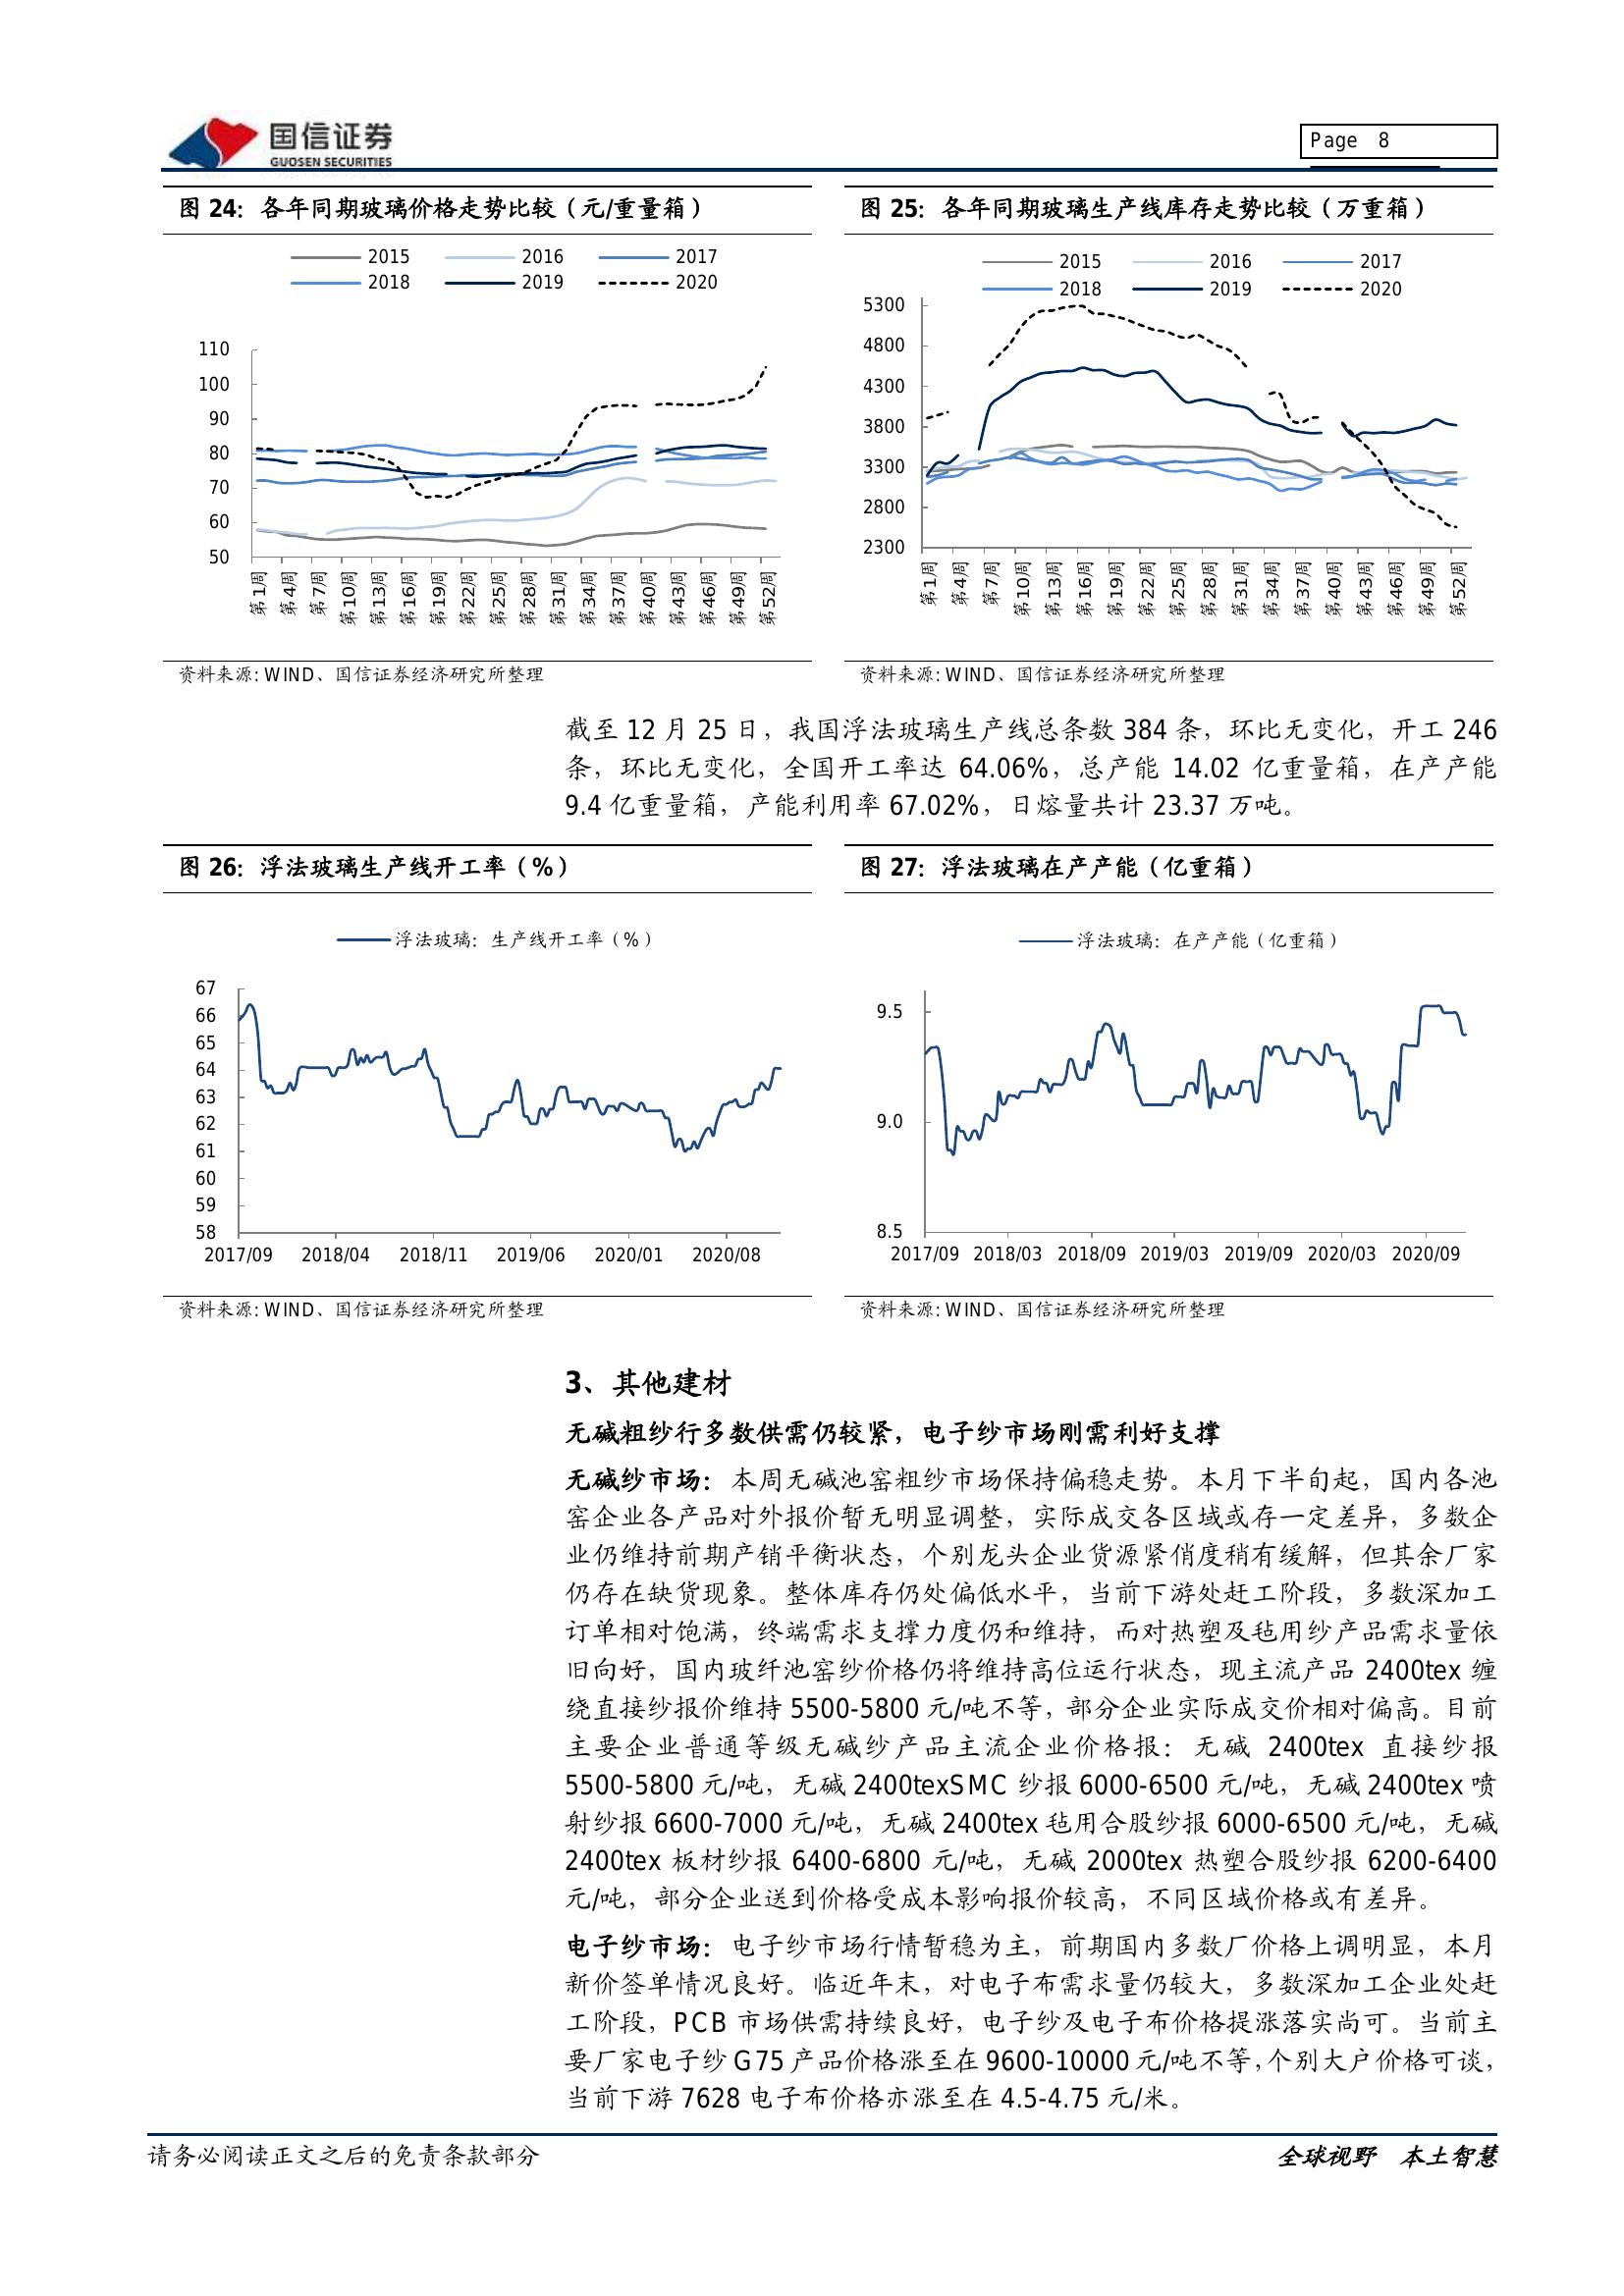 国信证券
GUOSEN SECURITIES
Page 8
图 24：各年同期玻璃价格走势比较（元/重量箱）
2015 2016 2017
2018 2019 2020
110
100
90
80
70
60
50
第1周 第4周 第7周 第10周 第13周 第16周 第19周 第22周 第25周 第28周 第31周 第34周 第37周 第40周 第43周 第46周 第49周 第52周
资料来源: WIND、国信证券经济研究所整理
图 25：各年同期玻璃生产线库存走势比较（万重箱）
2015 2016 2017
2018 2019 2020
5300
4800
4300
3800
3300
2800
2300
第1周 第4周 第7周 第10周 第13周 第16周 第19周 第22周 第25周 第28周 第31周 第34周 第37周 第40周 第43周 第46周 第49周 第52周
资料来源: WIND、国信证券经济研究所整理
截至 12 月 25 日，我国浮法玻璃生产线总条数 384 条，环比无变化，开工 246
条，环比无变化，全国开工率达 64.06%，总产能 14.02 亿重量箱，在产产能
9.4 亿重量箱，产能利用率 67.02%，日熔量共计 23.37 万吨。
图 26：浮法玻璃生产线开工率（%）
浮法玻璃：生产线开工率（%）
67
66
65
64
63
62
61
60
59
58
2017/09 2018/04 2018/11 2019/06 2020/01 2020/08
资料来源: WIND、国信证券经济研究所整理
图 27：浮法玻璃在产产能（亿重箱）
浮法玻璃：在产产能（亿重箱）
9.5
9.0
8.5
2017/09 2018/03 2018/09 2019/03 2019/09 2020/03 2020/09
资料来源: WIND、国信证券经济研究所整理
3、其他建材
无碱粗纱行多数供需仍较紧，电子纱市场刚需利好支撑
无碱纱市场：本周无碱池窑粗纱市场保持偏稳走势。本月下半旬起，国内各池
窑企业各产品对外报价暂无明显调整，实际成交各区域或存一定差异，多数企
业仍维持前期产销平衡状态，个别龙头企业货源紧俏度稍有缓解，但其余厂家
仍存在缺货现象。整体库存仍处偏低水平，当前下游处赶工阶段，多数深加工
订单相对饱满，终端需求支撑力度仍和维持，而对热塑及毡用纱产品需求量依
旧向好，国内玻纤池窑纱价格仍将维持高位运行状态，现主流产品 2400tex 缠
绕直接纱报价维持 5500-5800 元/吨不等，部分企业实际成交价相对偏高。目前
主要企业普通等级无碱纱产品主流企业价格报：无碱 2400tex 直接纱报
5500-5800 元/吨，无碱 2400texSMC 纱报 6000-6500 元/吨，无碱 2400tex 喷
射纱报 6600-7000 元/吨，无碱 2400tex 毡用合股纱报 6000-6500 元/吨，无碱
2400tex 板材纱报 6400-6800 元/吨，无碱 2000tex 热塑合股纱报 6200-6400
元/吨，部分企业送到价格受成本影响报价较高，不同区域价格或有差异。
电子纱市场：电子纱市场行情暂稳为主，前期国内多数厂价格上调明显，本月
新价签单情况良好。临近年末，对电子布需求量仍较大，多数深加工企业处赶
工阶段，PCB 市场供需持续良好，电子纱及电子布价格提涨落实尚可。当前主
要厂家电子纱 G75 产品价格涨至在 9600-10000 元/吨不等，个别大户价格可谈，
当前下游 7628 电子布价格亦涨至在 4.5-4.75 元/米。
请务必阅读正文之后的免责条款部分
全球视野 本土智慧